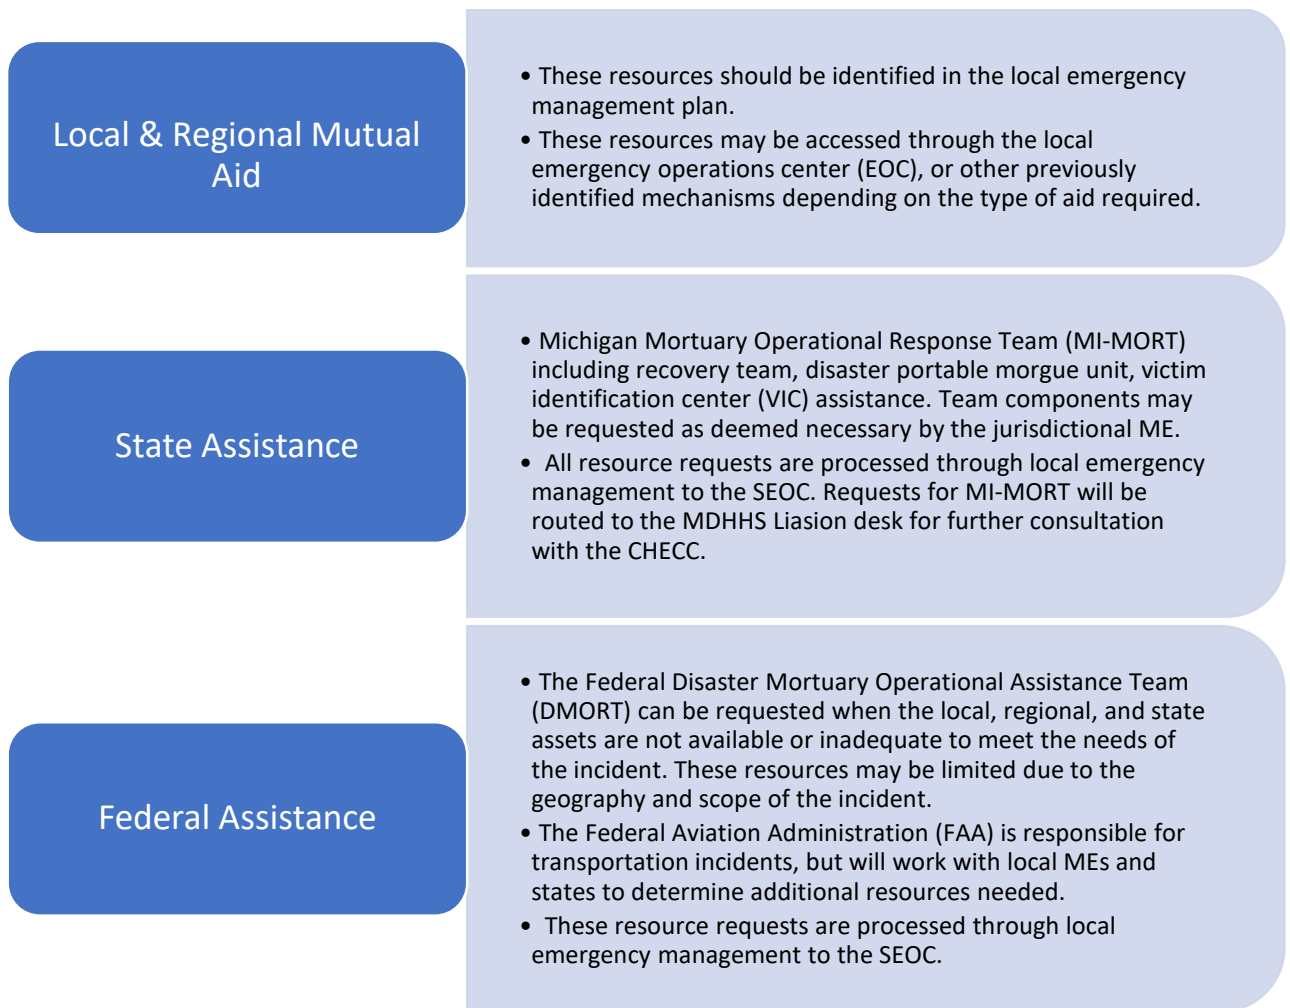 Local & Regional Mutual
Aid
• These resources should be identified in the local emergency
management plan.
• These resources may be accessed through the local
emergency operations center (EOC), or other previously
identified mechanisms depending on the type of aid required.
State Assistance
• Michigan Mortuary Operational Response Team (MI-MORT)
including recovery team, disaster portable morgue unit, victim
identification center (VIC) assistance. Team components may
be requested as deemed necessary by the jurisdictional ME.
• All resource requests are processed through local emergency
management to the SEOC. Requests for MI-MORT will be
routed to the MDHHS Liasion desk for further consultation
with the CHECC.
Federal Assistance
• The Federal Disaster Mortuary Operational Assistance Team
(DMORT) can be requested when the local, regional, and state
assets are not available or inadequate to meet the needs of
the incident. These resources may be limited due to the
geography and scope of the incident.
• The Federal Aviation Administration (FAA) is responsible for
transportation incidents, but will work with local MEs and
states to determine additional resources needed.
• These resource requests are processed through local
emergency management to the SEOC.